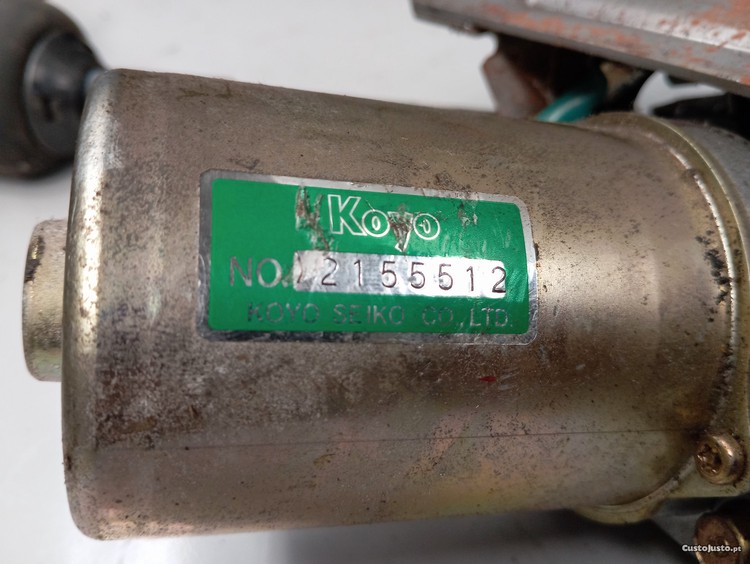 Koyo
NO. 2155512
KOYO SEIKO CO.,LTD.
CustoJusto.pt